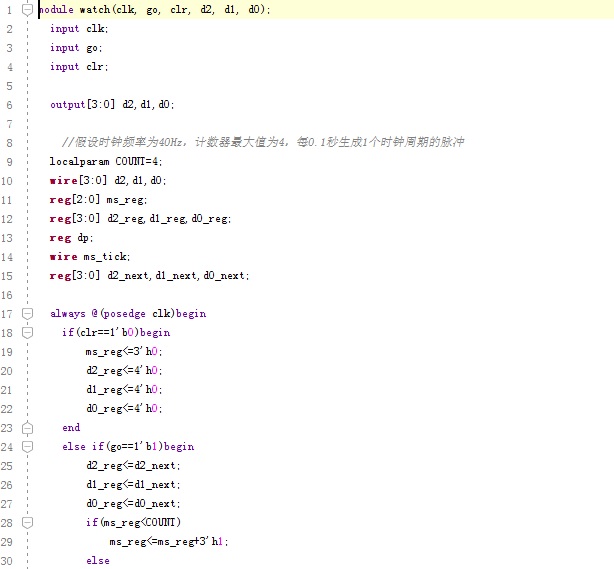 1 module watch(clk, go, clr, d2, d1, d0);
2 input clk;
3 input go;
4 input clr;
5
6 output[3:0] d2,d1,d0;
7
8 //假设时钟频率为40Hz，计数器最大值为4，每0.1秒生成1个时钟周期的脉冲
9 localparam COUNT=4;
10 wire[3:0] d2,d1,d0;
11 reg[2:0] ms_reg;
12 reg[3:0] d2_reg,d1_reg,d0_reg;
13 reg dp;
14 wire ms_tick;
15 reg[3:0] d2_next,d1_next,d0_next;
16
17 always @(posedge clk)begin
18 if(clr==1'b0)begin
19 ms_reg<=3'h0;
20 d2_reg<=4'h0;
21 d1_reg<=4'h0;
22 d0_reg<=4'h0;
23 end
24 else if(go==1'b1)begin
25 d2_reg<=d2_next;
26 d1_reg<=d1_next;
27 d0_reg<=d0_next;
28 if(ms_reg<COUNT)
29 ms_reg<=ms_reg+3'h1;
30 else